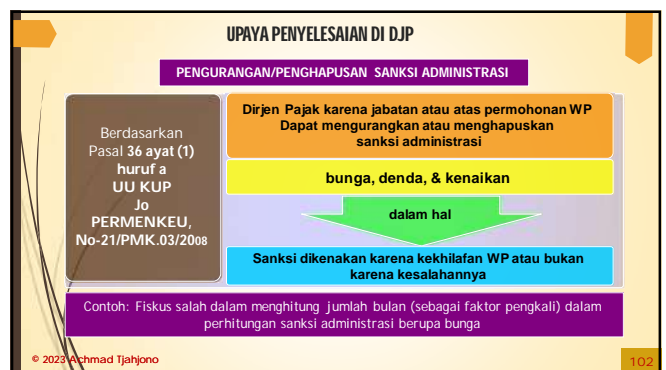 UPAYA PENYELESAIAN DI DJP
PENGURANGAN/PENGHAPUSAN SANKSI ADMINISTRASI
Berdasarkan
Pasal 36 ayat (1)
huruf a
UU KUP
Jo
PERMENKEU,
No-21/PMK.03/2008
Dirjen Pajak karena jabatan atau atas permohonan WP
Dapat mengurangkan atau menghapuskan
sanksi administrasi
bunga, denda, & kenaikan
dalam hal
Sanksi dikenakan karena kekhilafan WP atau bukan
karena kesalahannya
Contoh: Fiskus salah dalam menghitung jumlah bulan (sebagai faktor pengkali) dalam
perhitungan sanksi administrasi berupa bunga
© 2023 Achmad Tjahjono
102